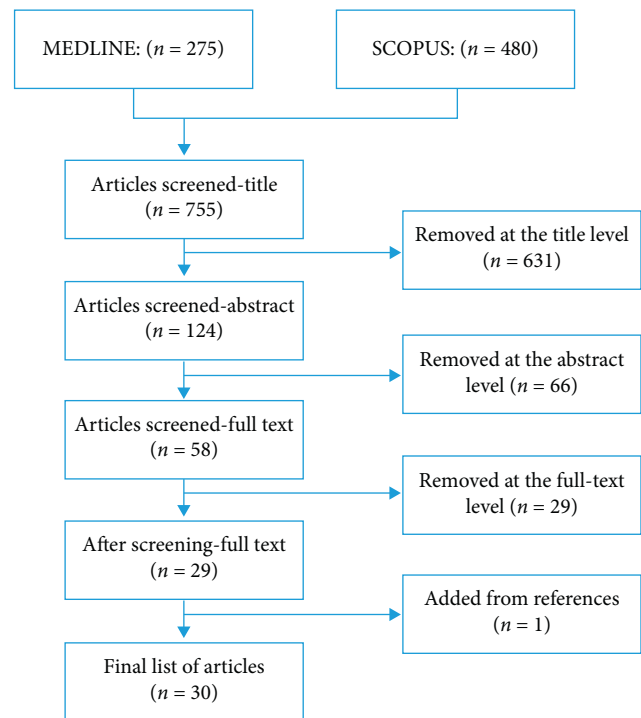 MEDLINE: (n = 275)
SCOPUS: (n = 480)
Articles screened-title
(n = 755)
Removed at the title level
(n = 631)
Articles screened-abstract
(n = 124)
Removed at the abstract
level (n = 66)
Articles screened-full text
(n = 58)
Removed at the full-text
level (n = 29)
After screening-full text
(n = 29)
Added from references
(n = 1)
Final list of articles
(n = 30)